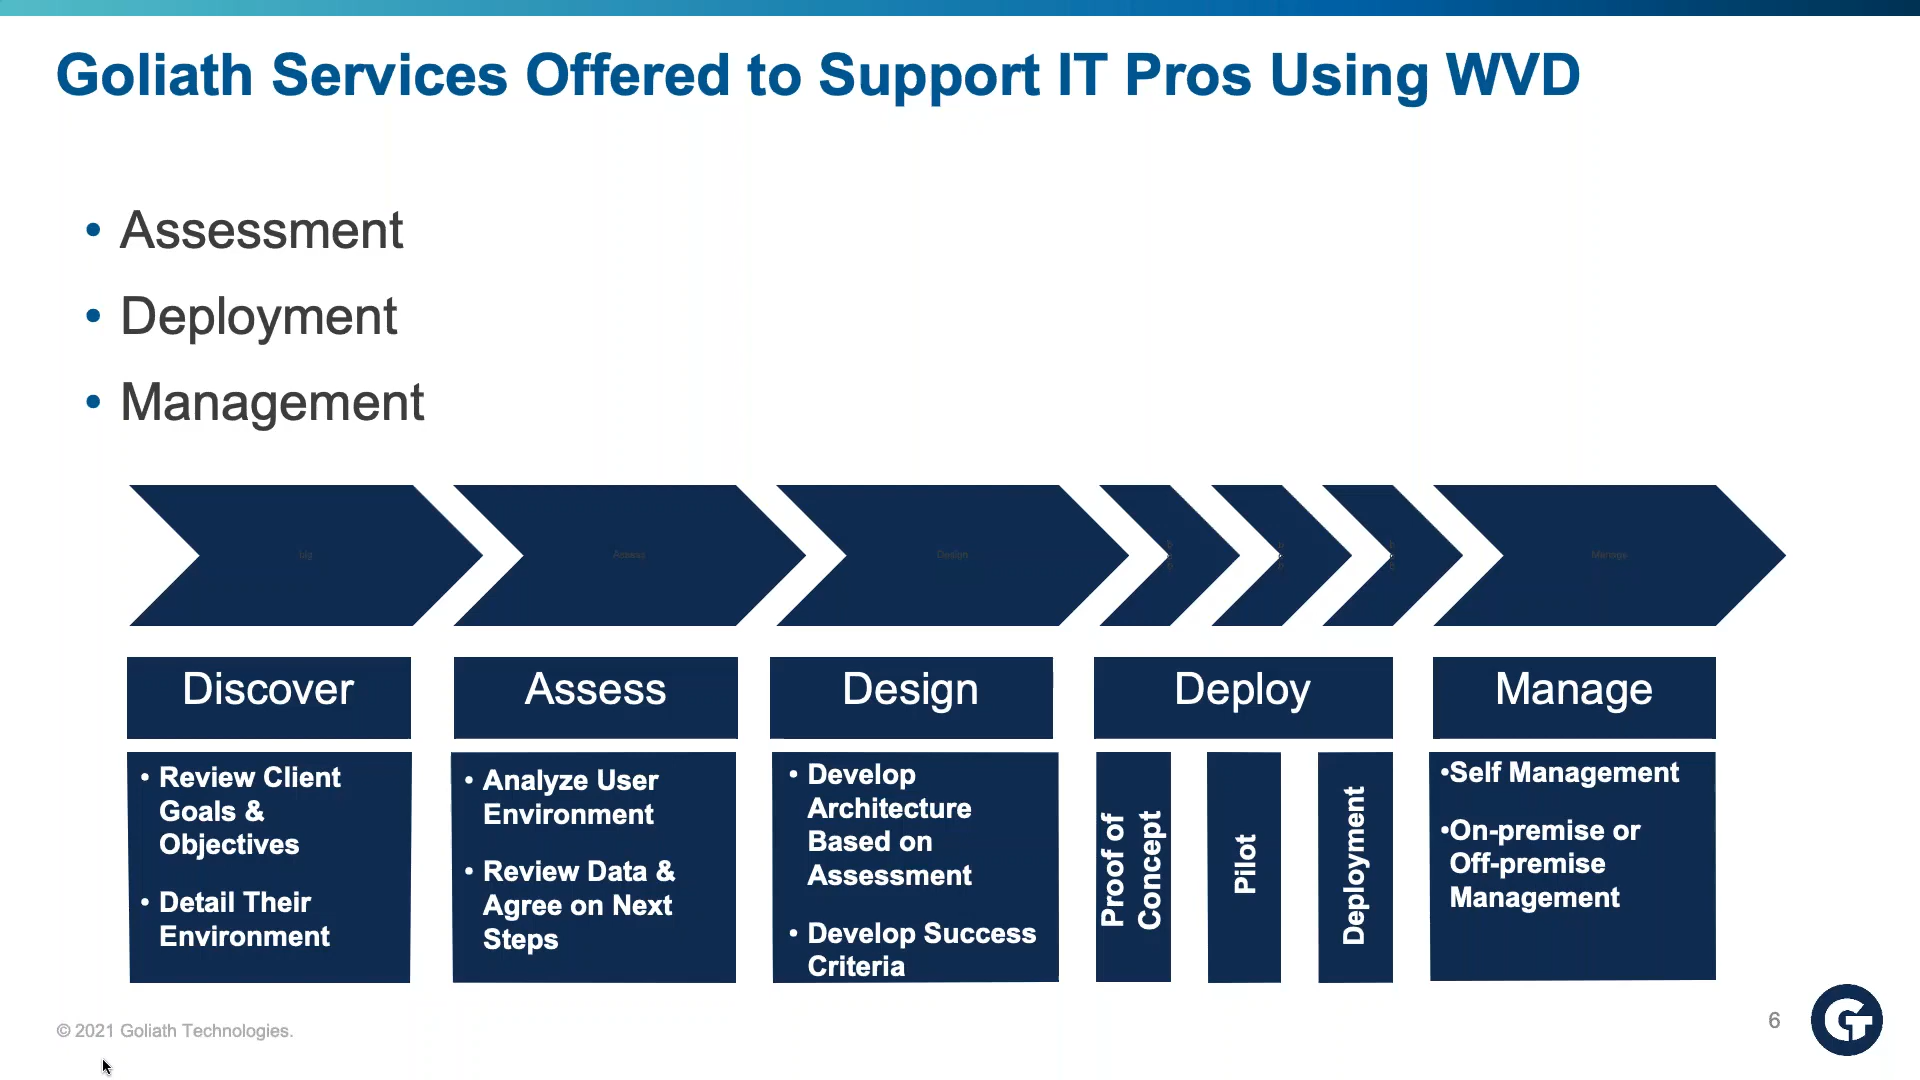 Goliath Services Offered to Support IT Pros Using WVD
• Assessment
• Deployment
• Management
Assess
Design
Manage
Discover
Assess
Design
Deploy
Manage
• Review Client
Goals &
Objectives
• Detail Their
Environment
• Analyze User
Environment
• Review Data &
Agree on Next
Steps
• Develop
Architecture
Based on
Assessment
• Develop Success
Criteria
Proof of
Concept
Pilot
Deployment
•Self Management
•On-premise or
Off-premise
Management
© 2021 Goliath Technologies.
6